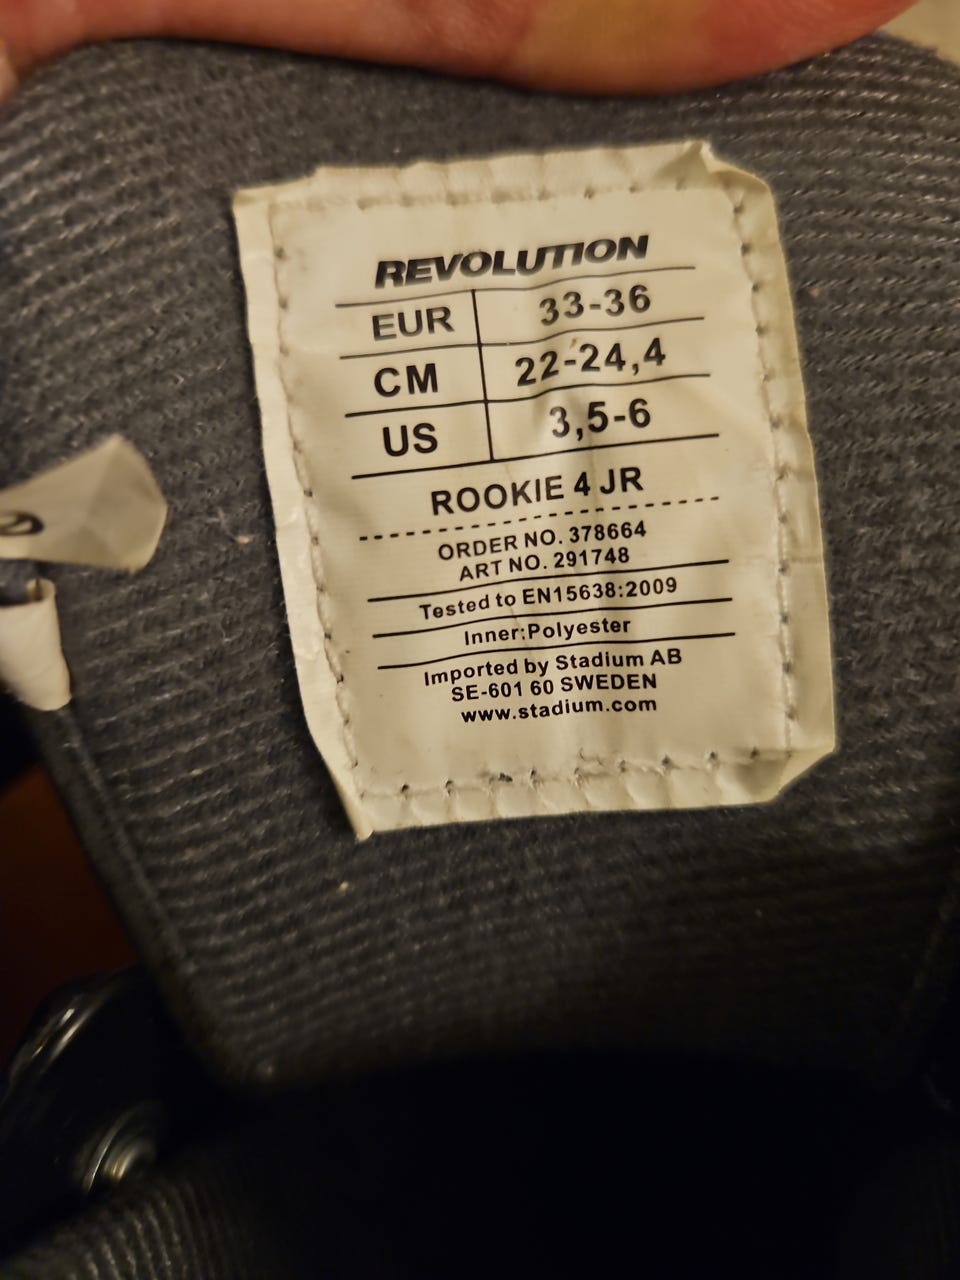 REVOLUTION
EUR 33-36
CM 22-24,4
US 3,5-6
ROOKIE 4 JR
ORDER NO. 378664
ART NO. 291748
Tested to EN15638:2009
Inner:Polyester
Imported by Stadium AB
SE-601 60 SWEDEN
www.stadium.com